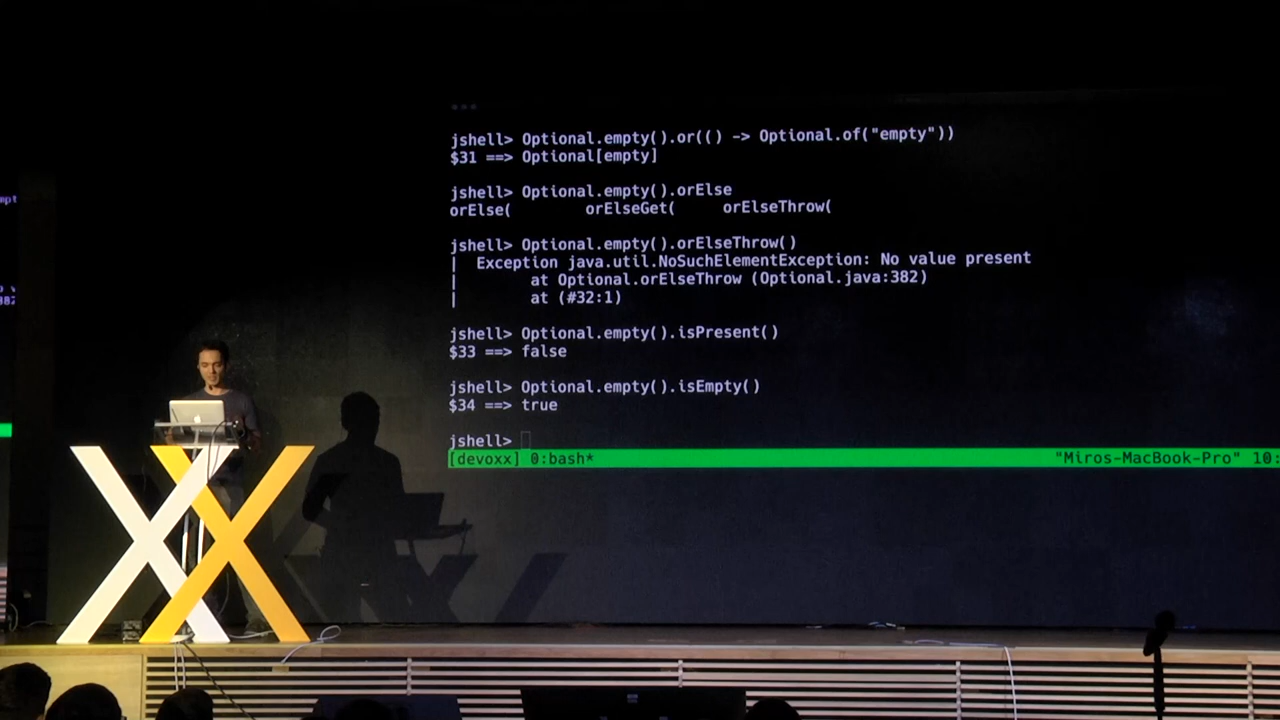 jshell> Optional.empty().or(() -> Optional.of("empty"))
$31 ==> Optional[empty]
jshell> Optional.empty().orElse
orElse(        orElseGet(     orElseThrow(
jshell> Optional.empty().orElseThrow()
|  Exception java.util.NoSuchElementException: No value present
|        at Optional.orElseThrow (Optional.java:382)
|        at (#32:1)
jshell> Optional.empty().isPresent()
$33 ==> false
jshell> Optional.empty().isEmpty()
$34 ==> true
jshell>
[devoxx] 0:bash* "Miros-MacBook-Pro" 10:
XX